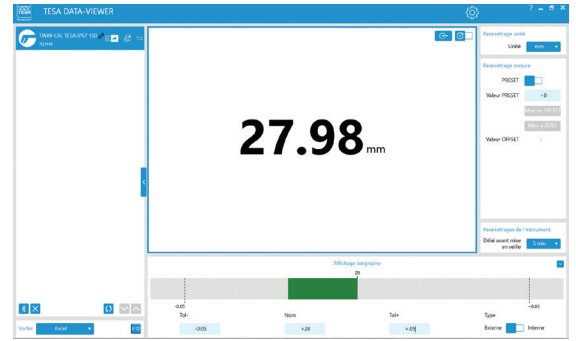 TESA DATA-VIEWER
TWIN-CAL TESA IP67 150
27.98 mm
Paramétrage unité
Unité mm
Paramétrage mesure
PRESET
Valeur PRESET +0
Mise au PRESET
Mise à ZERO
Valeur OFFSET 0
Paramétrages de l'instrument
Délai avant mise en veille 5 min
Affichage bargraphe
28
-0.05 +0.05
Tol- Nom Tol+ Type
Sortie Excel -0.05 +28 +.05 Externe Interne